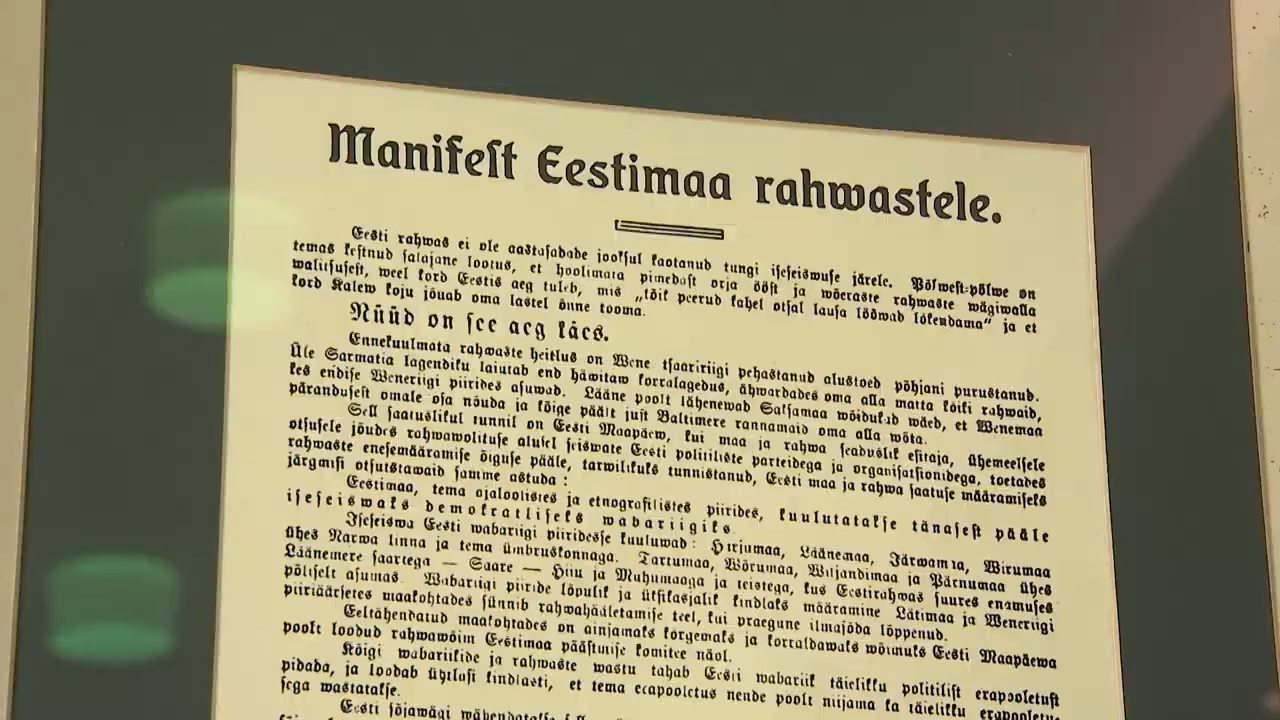 Manifest Eestimaa rahwastele.
Eesti rahwas ei ole aastasadade jooksul kaotanud tungi iseseiswuse järele. Põlwest-põlwe on
temas kestnud salajane lootus, et hoolimata pimedast orja ööst ja wõeraste rahwaste wägiwalla
walitsusest, weel kord Eestis aeg tuleb, mis „kõik peerud kahel otsal lausa lööwad lõkendama“ ja et
kord Kalew koju jõuab oma lastel õnne tooma.
Nüüd on see aeg käes.
Ennekuulmata rahwaste heitlus on Wene tsaaririigi pehastanud alustoed põhjani purustanud.
Üle Sarmatia lagendiku laiutab end häwitaw korralagedus, ähwardades oma alla matta kõiki rahwaid,
kes endise Weneriigi piirides asuwad. Lääne poolt lähenewad Saksamaa wõidukad wäed, et Wenemaa
pärandusest omale osa nõuda ja kõige päält just Baltimere rannamaid oma alla wõta.
Sell saatuslikul tunnil on Eesti Maapäew, kui maa ja rahwa seaduslik esitaja, ühemeelsele
otsusele jõudes rahwawolituse alusel seiswate Eesti politiliste parteidega ja organisatsionidega, toetades
rahwaste enesemääramise õiguse pääle, tarwilikuks tunnistanud, Eesti maa ja rahwa saatuse määramiseks
järgmisi otsustawaid samme astuda:
Eestimaa, tema ajaloolistes ja etnografilistes piirides, kuulutatakse tänasest pääle
iseseiswaks demokratliseks wabariigiks.
Iseseiswa Eesti wabariigi piiridesse kuuluwad: Harjumaa, Läänemaa, Järwamaa, Wirumaa
ühes Narwa linna ja tema ümbruskonnaga. Tartumaa, Wõrumaa, Wiljandimaa ja Pärnumaa ühes
Läänemere saartega — Saare — Hiiu ja Muhumaaga ja teistega, kus Eestirahwas suures enamuses
põliselt asumas. Wabariigi piiride lõpulik ja üksikasjalik kindlaks määramine Lätimaa ja Weneriigi
piiriäärsetes maakohtades sünnib rahwahääletamise teel, kui praegune ilmasõda lõppenud.
Eeltähendatud maakohtades on ainsamaks kõrgemaks ja korraldawaks wõimuks Eesti Maapäewa
poolt loodud rahwawõim Eestimaa päästmise komitee näol.
Kõigi wabariikide ja rahwaste wastu tahab Eesti wabariik täielikku politilist erapooletust
pidada, ja loodab ühtlasi kindlasti, et tema erapooletus nende poolt niisama ka täielikku
sega wastatakse.
Eesti sõjawägi